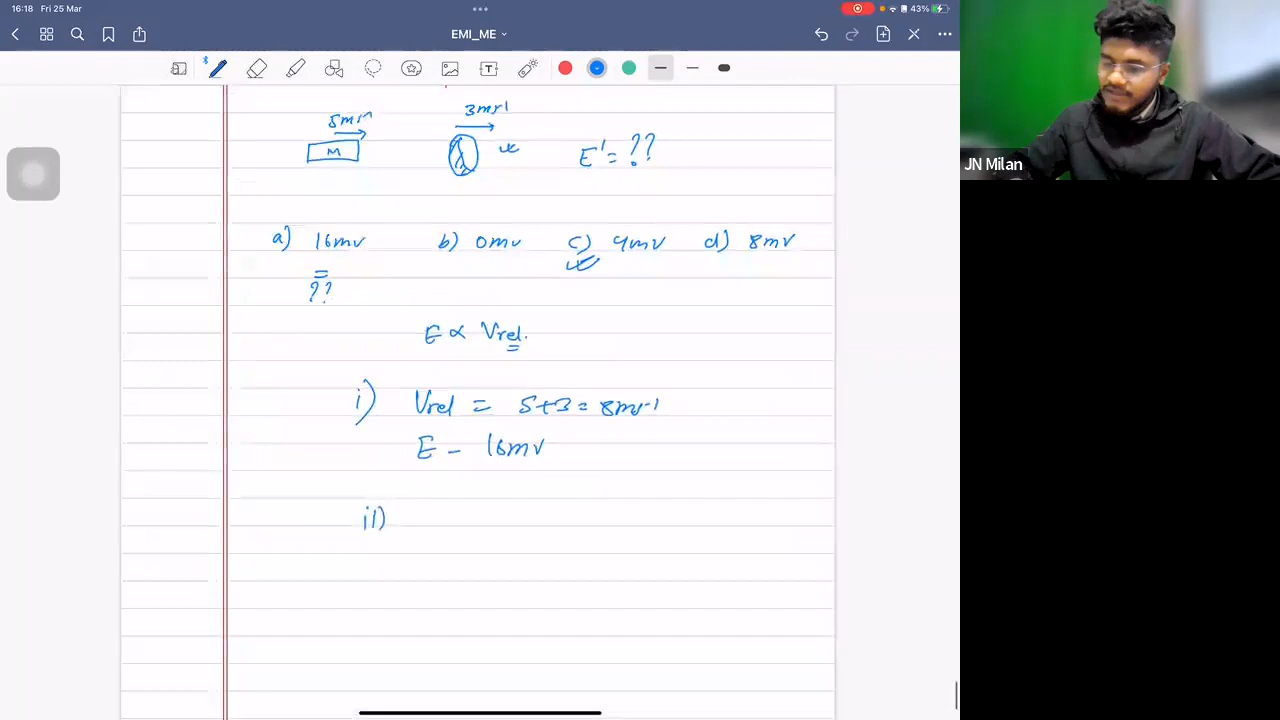 16:18 Fri 25 Mar
43%
EMI_ME
5ms⁻¹
3ms⁻¹
M
E' = ??
a) 16mv b) 0mv c) 4mv d) 8mv
??
E ∝ Vrel.
i) Vrel = 5+3 = 8ms⁻¹
E – 16mv
ii)
JN Milan